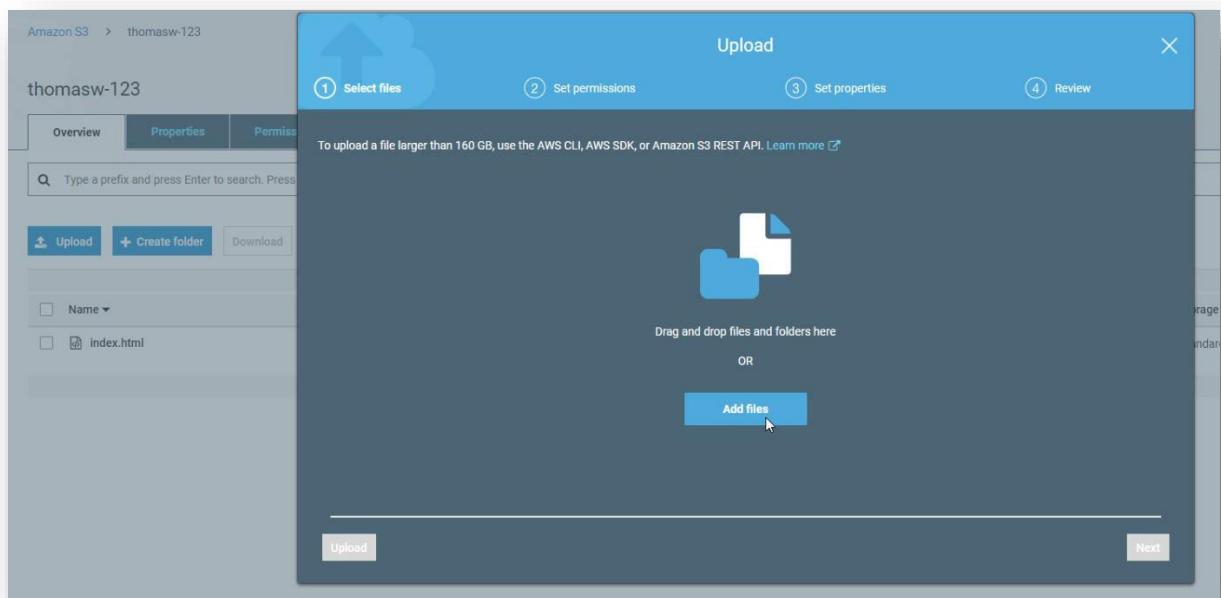 Amazon S3 > thomasw-123
thomasw-123
Overview Properties Permiss
Type a prefix and press Enter to search. Press
Upload Create folder Download
Name
index.html
Upload
1 Select files 2 Set permissions 3 Set properties 4 Review
To upload a file larger than 160 GB, use the AWS CLI, AWS SDK, or Amazon S3 REST API. Learn more
Drag and drop files and folders here
OR
Add files
Upload Next
rage
ndar